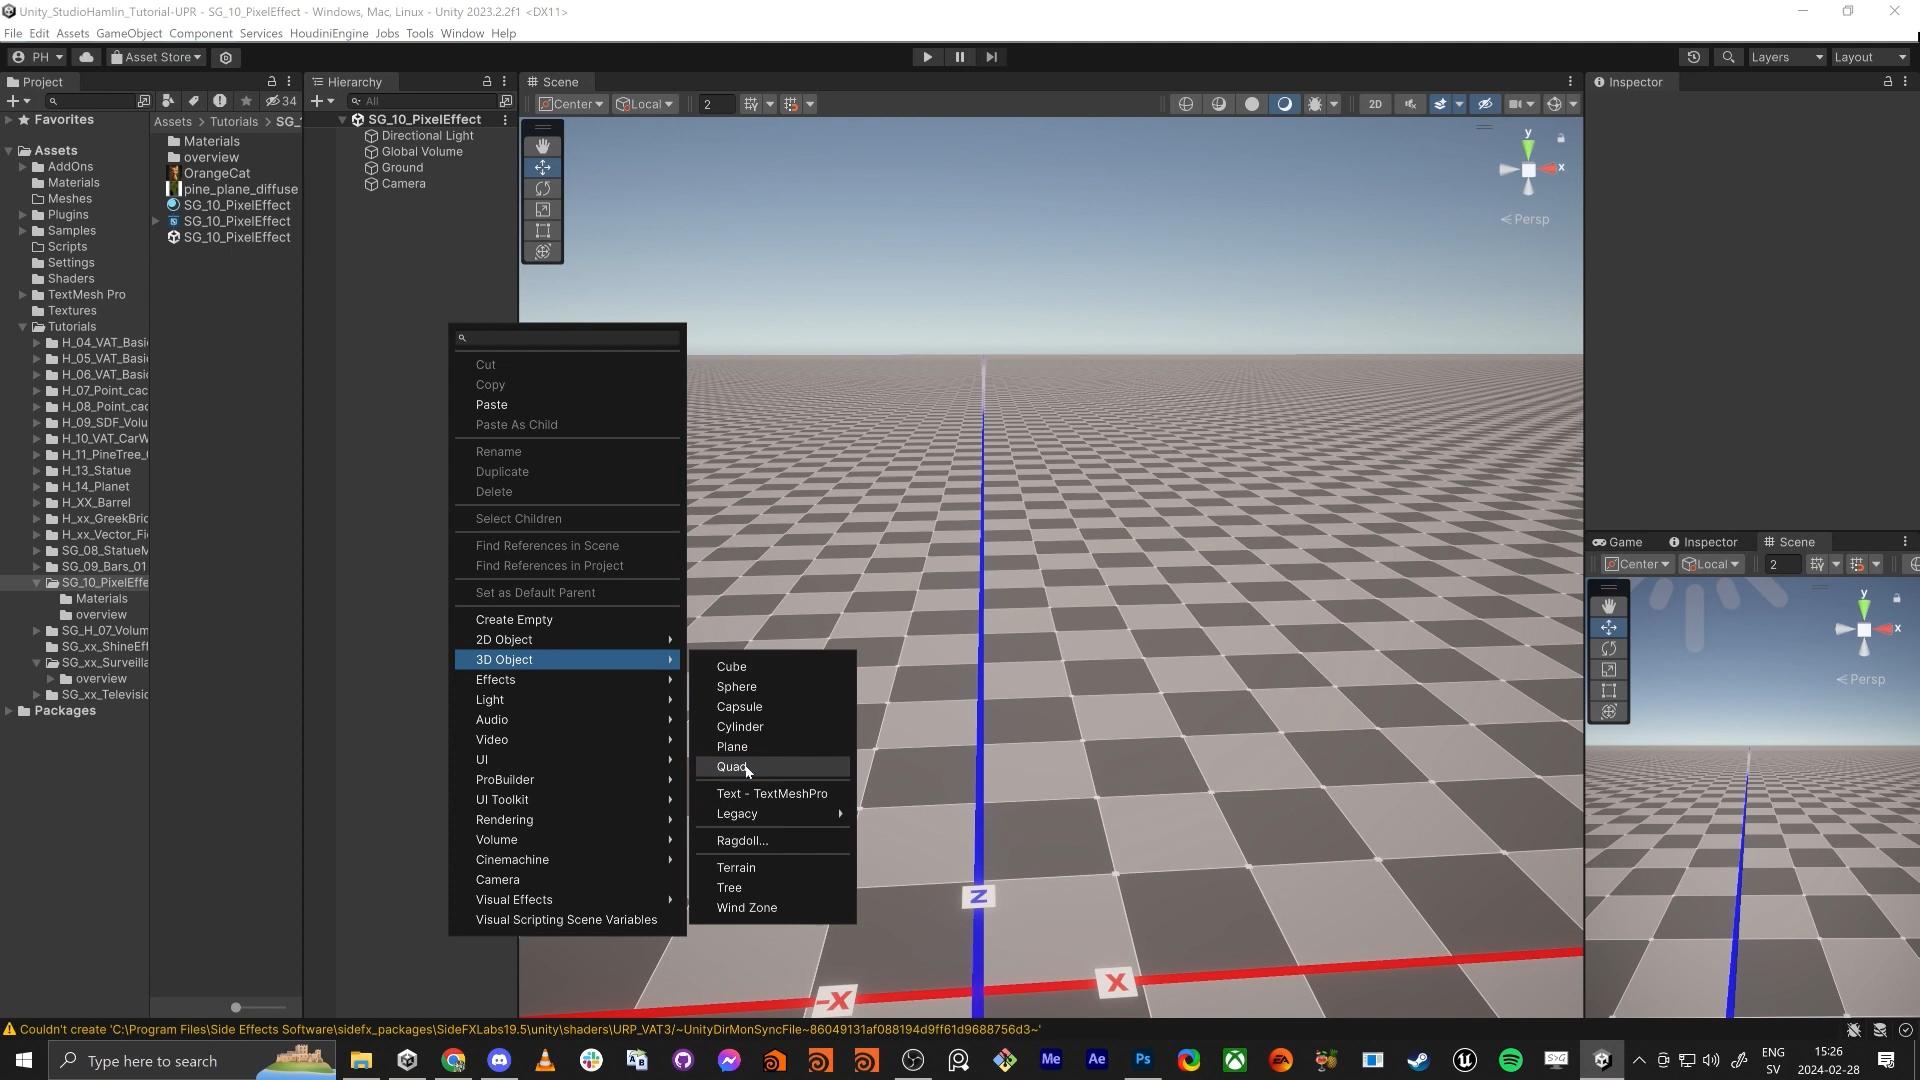 Unity_StudioHamlin_Tutorial-UPR - SG_10_PixelEffect - Windows, Mac, Linux - Unity 2023.2.2f1 <DX11>
File Edit Assets GameObject Component Services HoudiniEngine Jobs Tools Window Help
PH Asset Store Layers Layout
Project
34
Favorites
Assets
AddOns
Materials
Meshes
Plugins
Samples
Scripts
Settings
Shaders
TextMesh Pro
Textures
Tutorials
H_04_VAT_Basi
H_05_VAT_Basi
H_06_VAT_Basi
H_07_Point_cac
H_08_Point_cac
H_09_SDF_Volu
H_10_VAT_CarW
H_11_PineTree_
H_13_Statue
H_14_Planet
H_XX_Barrel
H_xx_GreekBric
H_xx_Vector_Fi
SG_08_StatueM
SG_09_Bars_01
SG_10_PixelEffe
Materials
overview
SG_H_07_Volum
SG_xx_ShineEff
SG_xx_Surveilla
overview
SG_xx_Televisic
Packages
Assets > Tutorials > SG_
Materials
overview
OrangeCat
pine_plane_diffuse
SG_10_PixelEffect
SG_10_PixelEffect
SG_10_PixelEffect
Hierarchy
All
SG_10_PixelEffect
Directional Light
Global Volume
Ground
Camera
Scene
Center Local 2 2D
y
x
Persp
Cut
Copy
Paste
Paste As Child
Rename
Duplicate
Delete
Select Children
Find References in Scene
Find References in Project
Set as Default Parent
Create Empty
2D Object
3D Object
Effects
Light
Audio
Video
UI
ProBuilder
UI Toolkit
Rendering
Volume
Cinemachine
Camera
Visual Effects
Visual Scripting Scene Variables
Cube
Sphere
Capsule
Cylinder
Plane
Quad
Text - TextMeshPro
Legacy
Ragdoll...
Terrain
Tree
Wind Zone
Z
-X
X
Inspector
Game Inspector Scene
Center Local 2
y
x
Persp
Couldn't create 'C:\Program Files\Side Effects Software\sidefx_packages\SideFXLabs19.5\unity\shaders\URP_VAT3/~UnityDirMonSyncFile~86049131af088194d9ff61d9688756d3~'
Type here to search
Me
Ae
Ps
EA
SVG
ENG
SV
15:26
2024-02-28